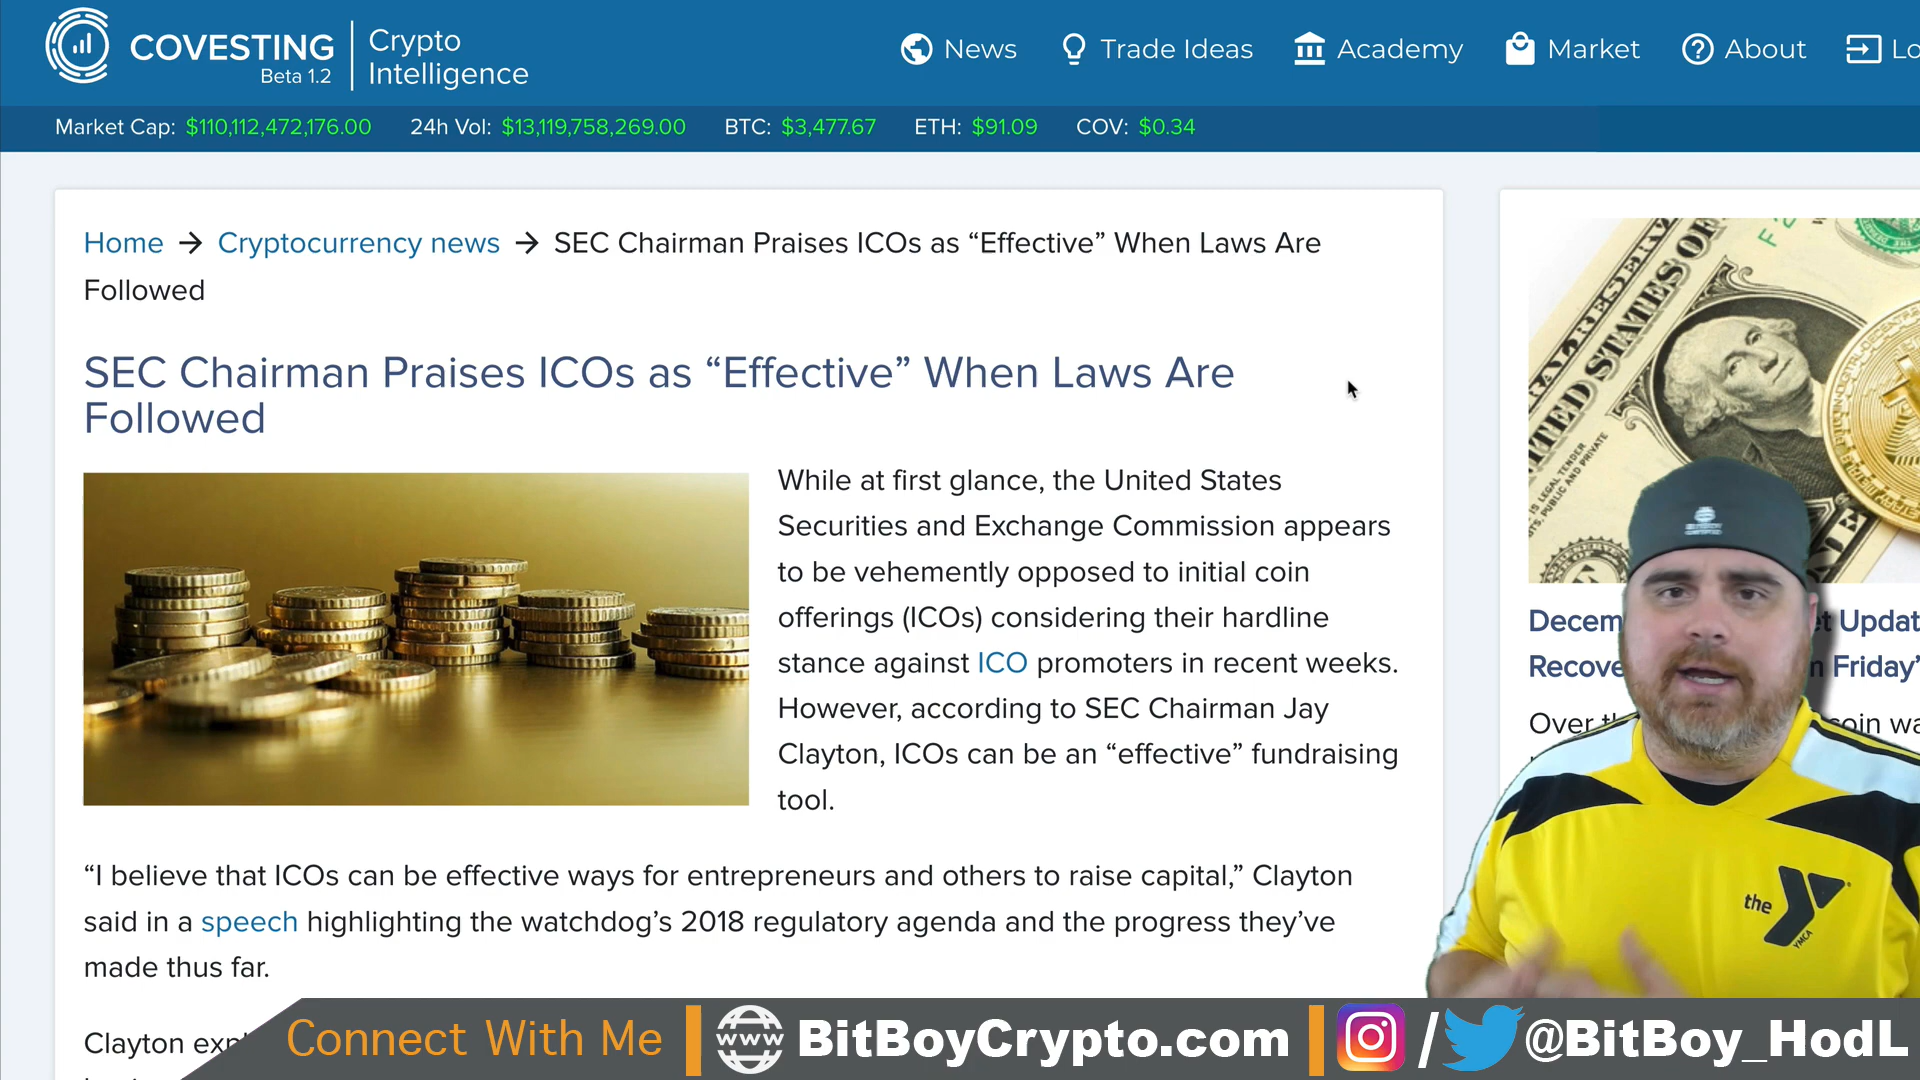 COVESTING
Beta 1.2
Crypto
Intelligence
News
Trade Ideas
Academy
Market
About
Market Cap: $110,112,472,176.00 24h Vol: $13,119,758,269.00 BTC: $3,477.67 ETH: $91.09 COV: $0.34
Home → Cryptocurrency news → SEC Chairman Praises ICOs as “Effective” When Laws Are
Followed
SEC Chairman Praises ICOs as “Effective” When Laws Are
Followed
While at first glance, the United States
Securities and Exchange Commission appears
to be vehemently opposed to initial coin
offerings (ICOs) considering their hardline
stance against ICO promoters in recent weeks.
However, according to SEC Chairman Jay
Clayton, ICOs can be an “effective” fundraising
tool.
“I believe that ICOs can be effective ways for entrepreneurs and others to raise capital,” Clayton
said in a speech highlighting the watchdog’s 2018 regulatory agenda and the progress they’ve
made thus far.
Clayton
Friday’
Over
the
YMCA
Connect With Me
www
BitBoyCrypto.com
/
@BitBoy_HodL